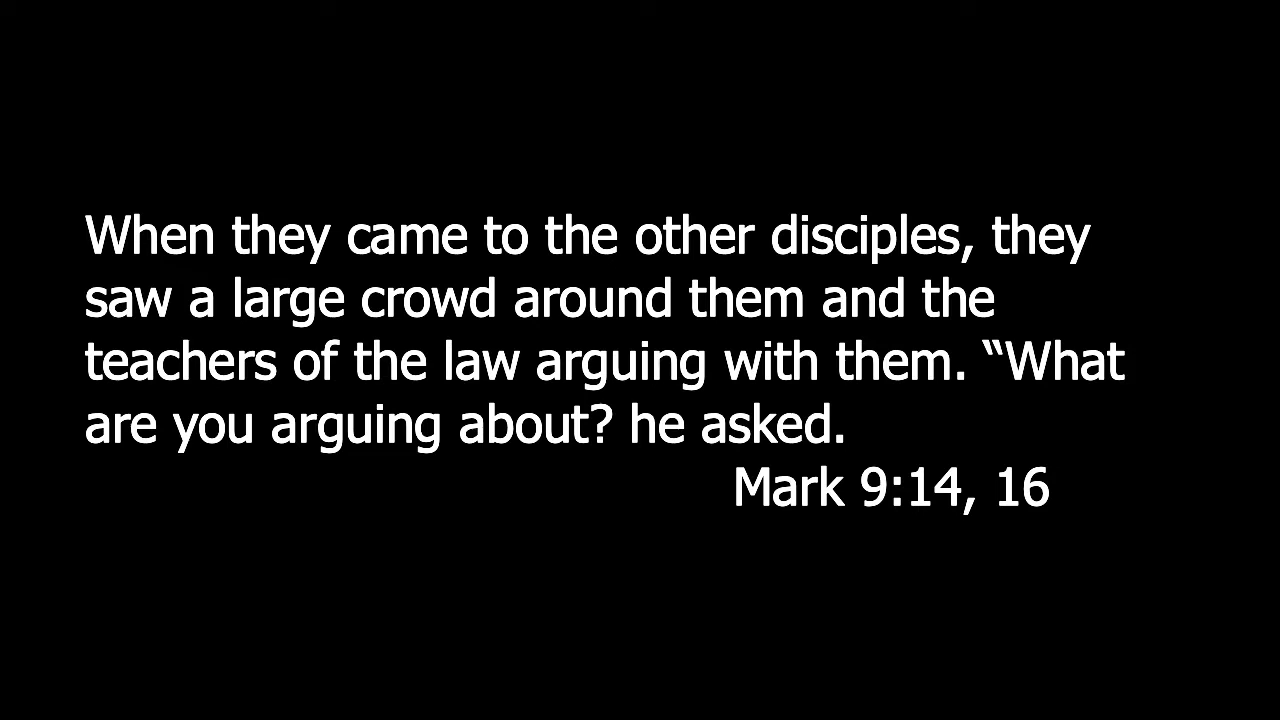 When they came to the other disciples, they
saw a large crowd around them and the
teachers of the law arguing with them. “What
are you arguing about? he asked.
Mark 9:14, 16